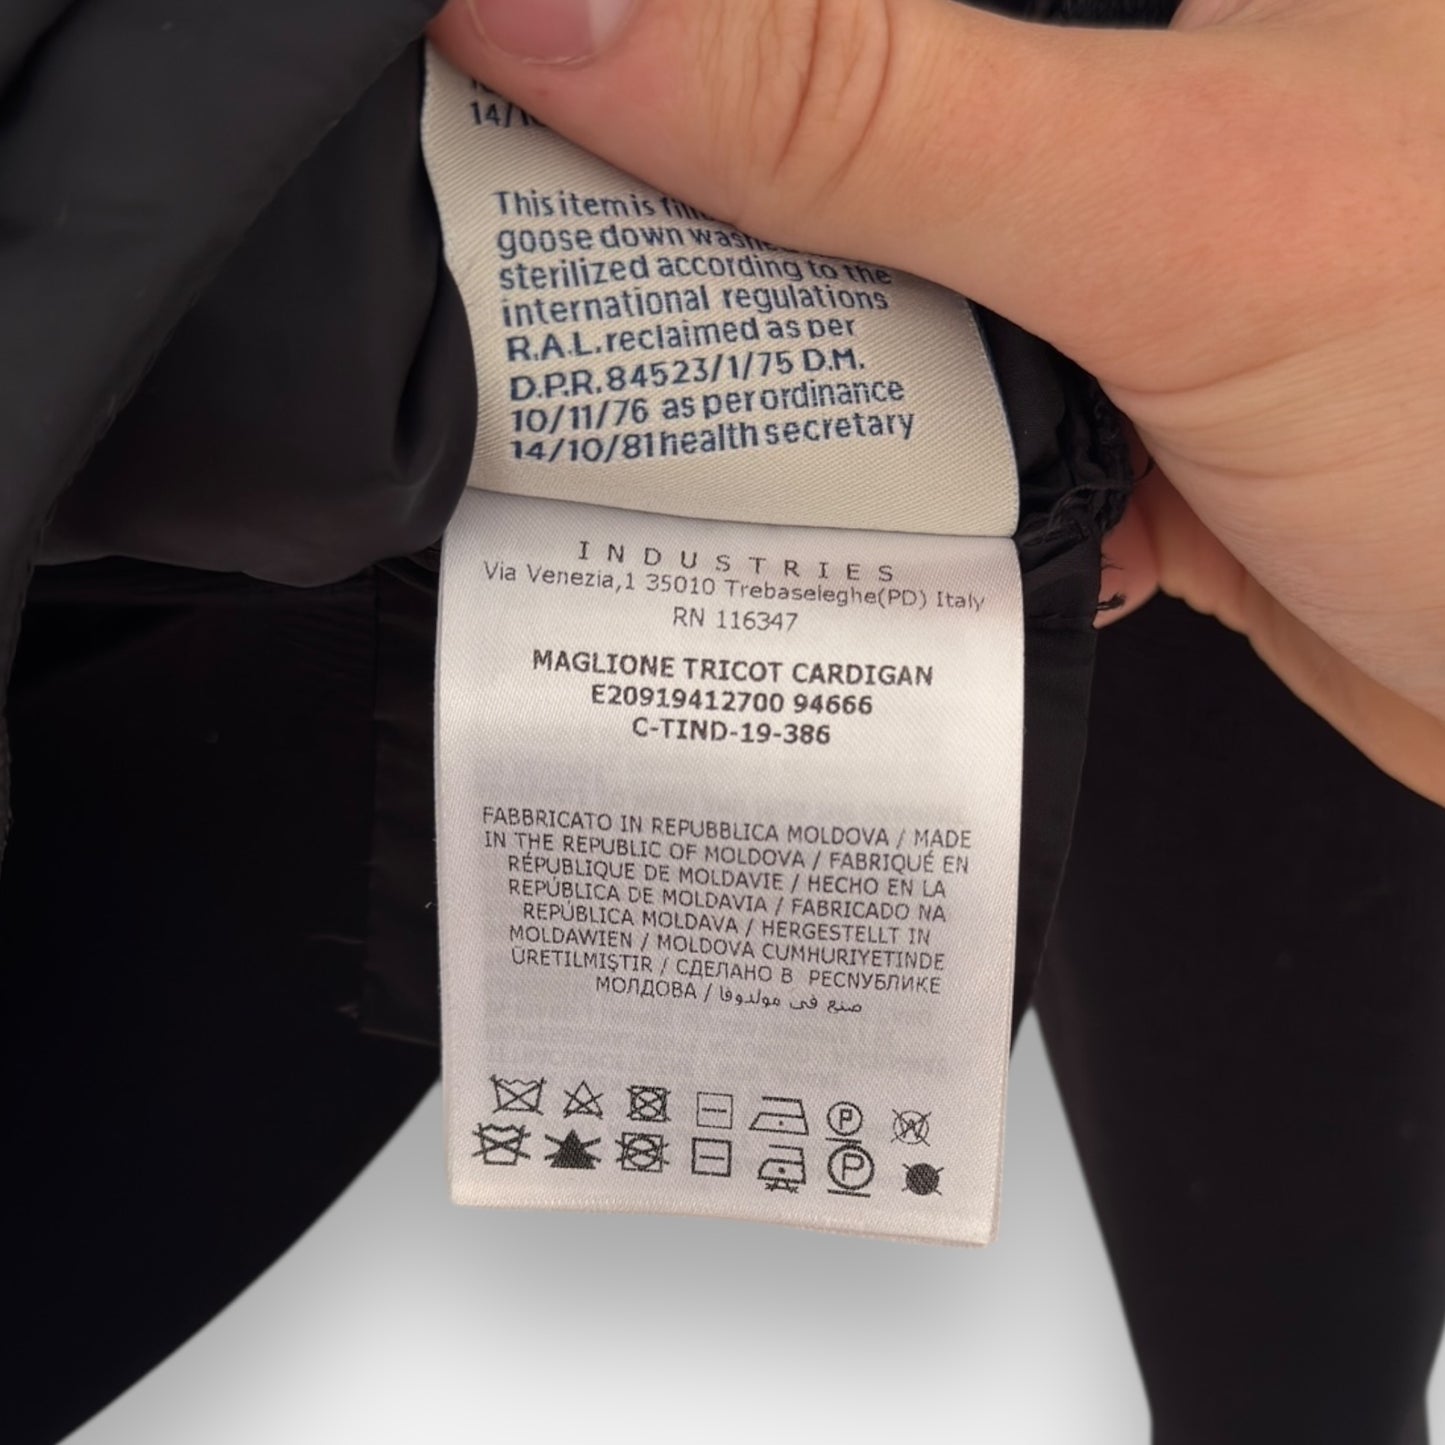 14/1
This item is
goose down
sterilized according to the
international regulations
R.A.L. reclaimed as per
D.P.R. 84523/1/75 D.M.
10/11/76 as per ordinance
14/10/81 health secretary
INDUSTRIES
Via Venezia,1 35010 Trebaseleghe(PD) Italy
RN 116347
MAGLIONE TRICOT CARDIGAN
E20919412700 94666
C-TIND-19-386
FABBRICATO IN REPUBBLICA MOLDOVA / MADE
IN THE REPUBLIC OF MOLDOVA / FABRIQUÉ EN
RÉPUBLIQUE DE MOLDAVIE / HECHO EN LA
REPÚBLICA DE MOLDAVIA / FABRICADO NA
REPÚBLICA MOLDAVA / HERGESTELLT IN
MOLDAWIEN / MOLDOVA CUMHURIYETINDE
ÜRETILMIŞTIR / СДЕЛАНО В РЕСПУБЛИКЕ
МОЛДОВА / صنع في مولدوفا
P
W
P